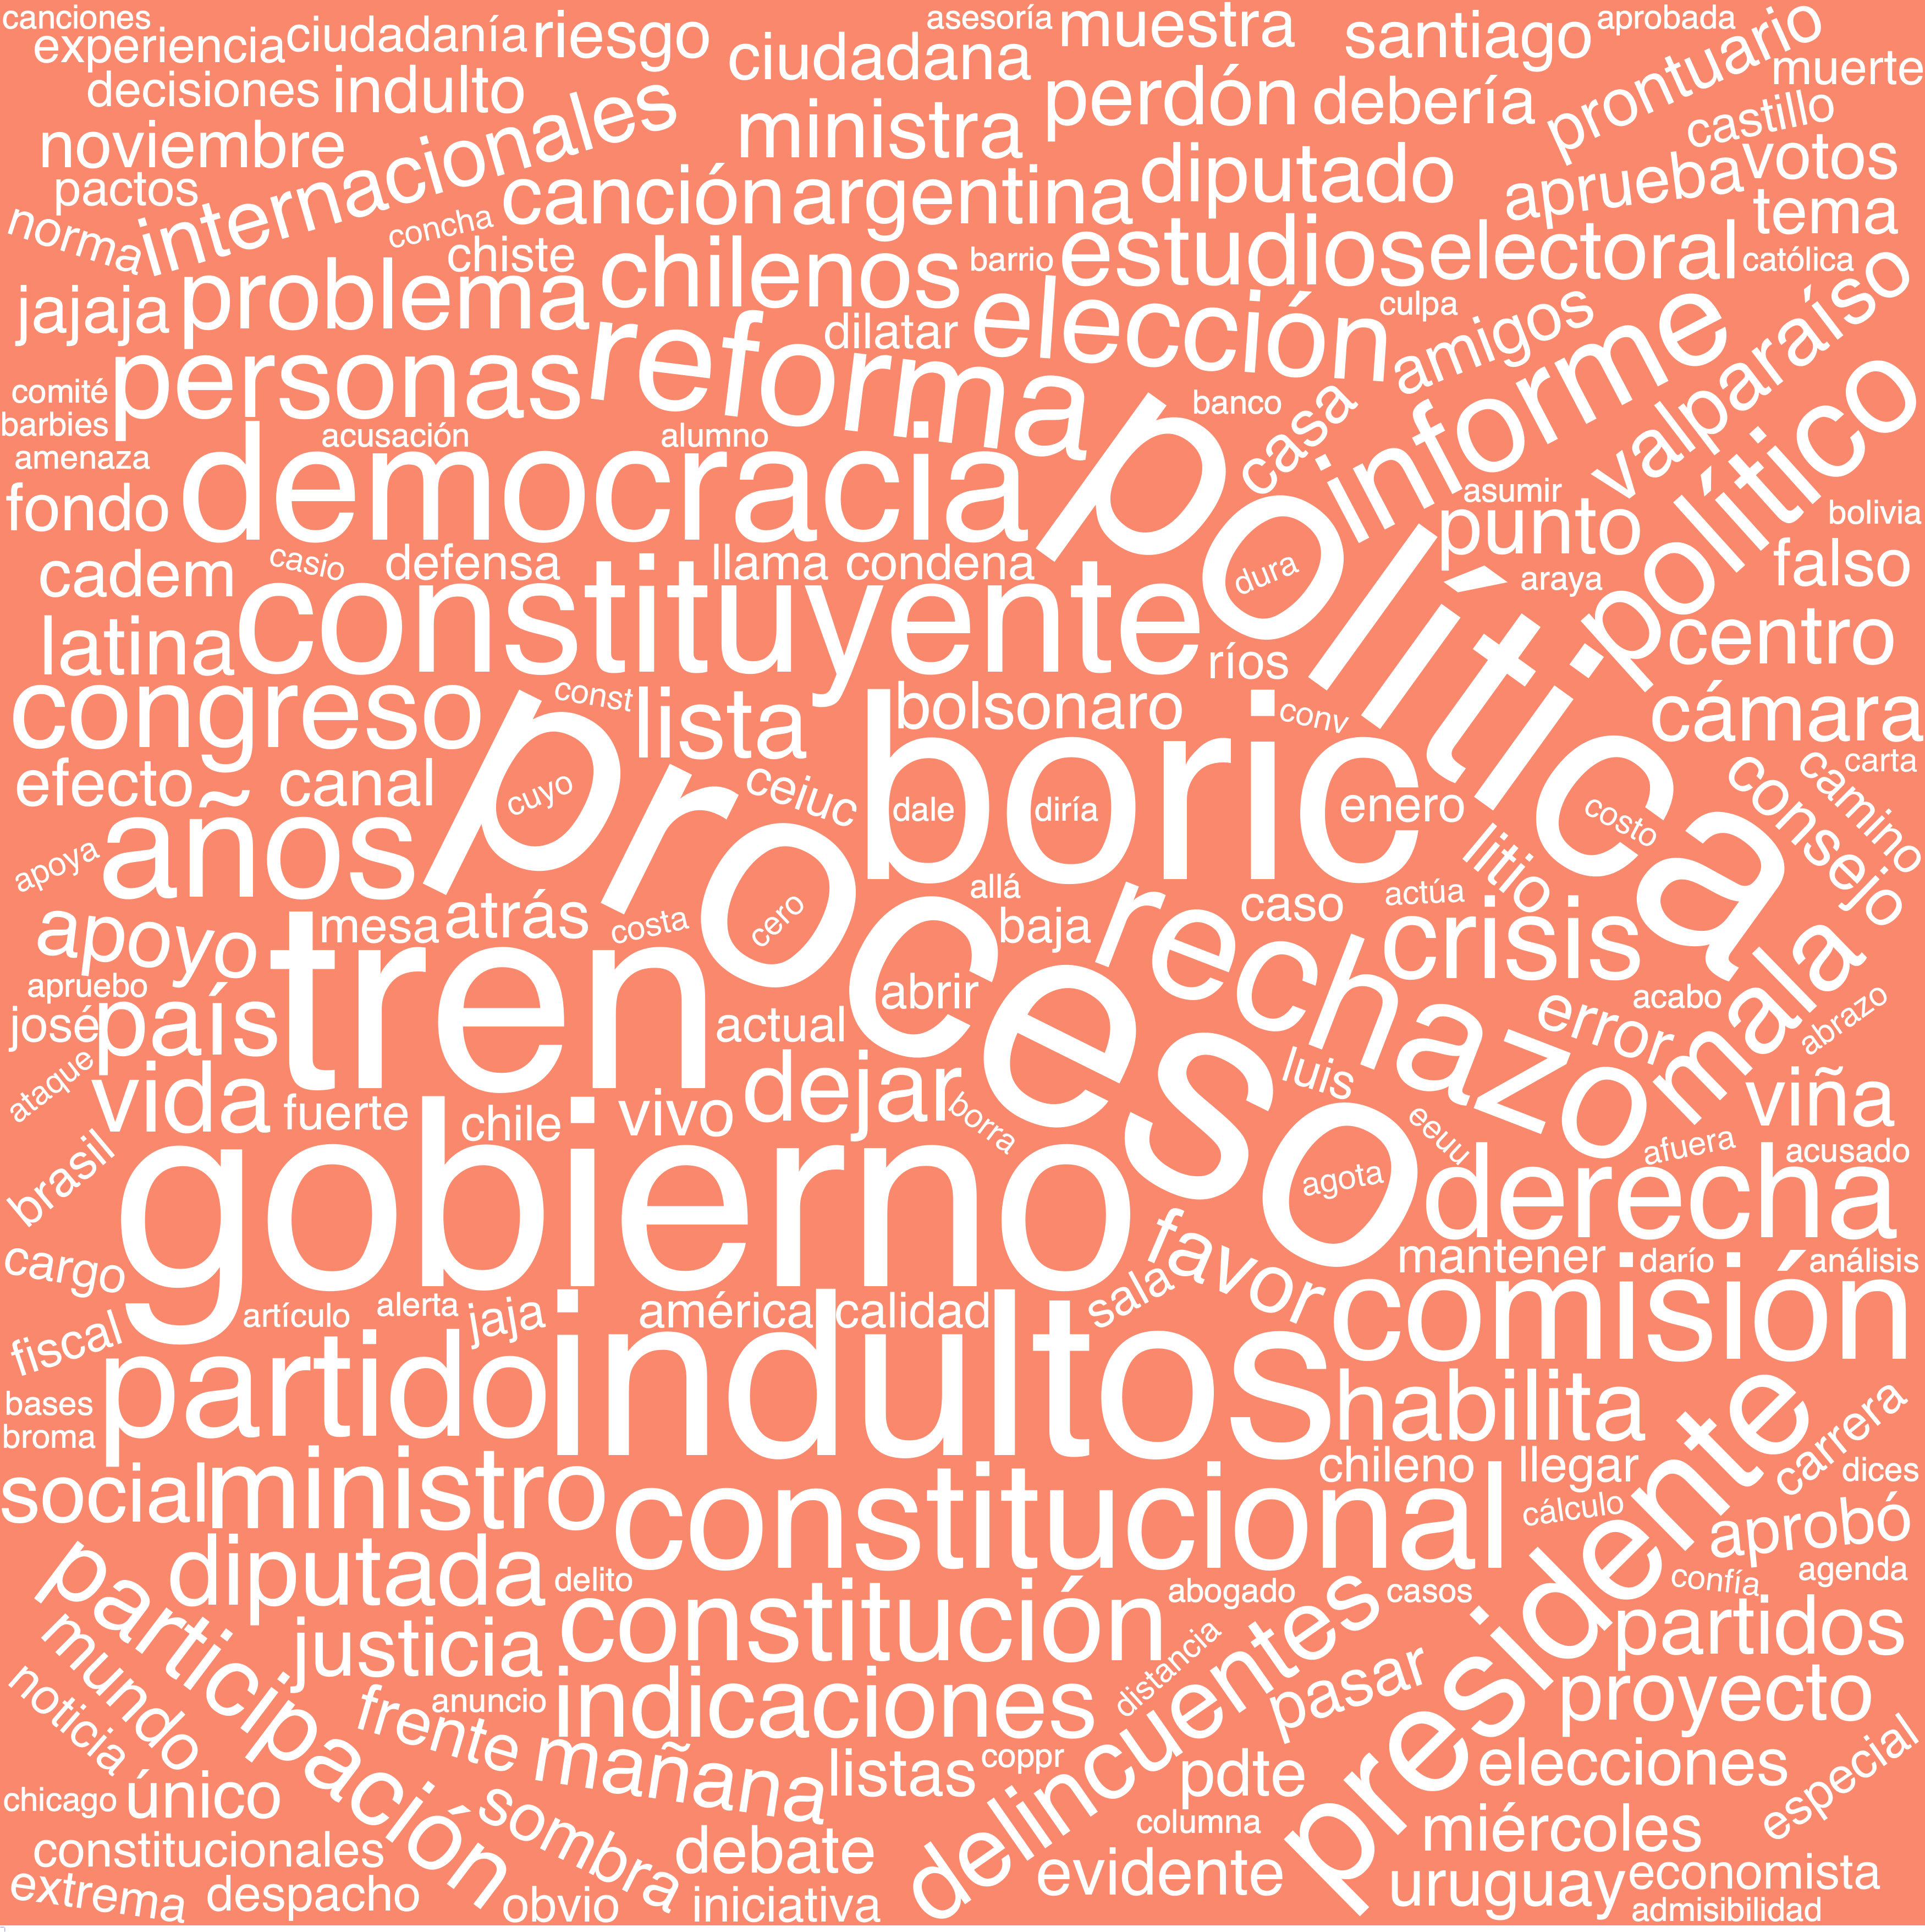 canciones
experiencia
ciudadanía
riesgo
asesoría
muestra
santiago
aprobada
prontuario
muerte
decisiones
indulto
ciudadana
perdón
debería
castillo
noviembre
internacionales
ministra
diputado
aprueba
votos
pactos
norma
concha
canción
argentina
tema
chiste
jajaja
problema
chilenos
barrio
estudios
electoral
católica
personas
reforma
dilatar
elección
culpa
amigos
informe
valparaíso
comité
barbies
amenaza
acusación
alumno
banco
casa
político
fondo
democracia
política
asumir
punto
bolivia
cadem
casio
defensa
llama
condena
dura
araya
falso
latina
constituyente
ríos
centro
congreso
const
lista
bolsonaro
conv
cámara
efecto
canal
cuyo
ceiuc
boric
dale
diría
enero
costo
consejo
camino
carta
años
proceso
litio
apoya
allá
actúa
apoyo
mesa
atrás
costa
cero
baja
rechazo
caso
crisis
mala
apruebo
tren
abrir
acabo
abrazo
josé
país
actual
error
ataque
vida
fuerte
chile
vivo
dejar
borra
luis
eeuu
viña
brasil
gobierno
agota
afuera
acusado
derecha
cargo
favor
mantener
darío
análisis
fiscal
artículo
alerta
jaja
américa
calidad
sala
comisión
bases
broma
partido
indultos
habilita
presidente
carrera
social
ministro
constitucional
chileno
llegar
dices
cálculo
aprobó
participación
diputada
delito
abogado
casos
confía
agenda
mundo
justicia
constitución
delincuentes
partidos
noticia
frente
anuncio
indicaciones
distancia
pasar
proyecto
chicago
único
mañana
listas
coppr
pdte
elecciones
especial
constitucionales
sombra
debate
columna
miércoles
extrema
despacho
obvio
iniciativa
evidente
uruguay
economista
admisibilidad